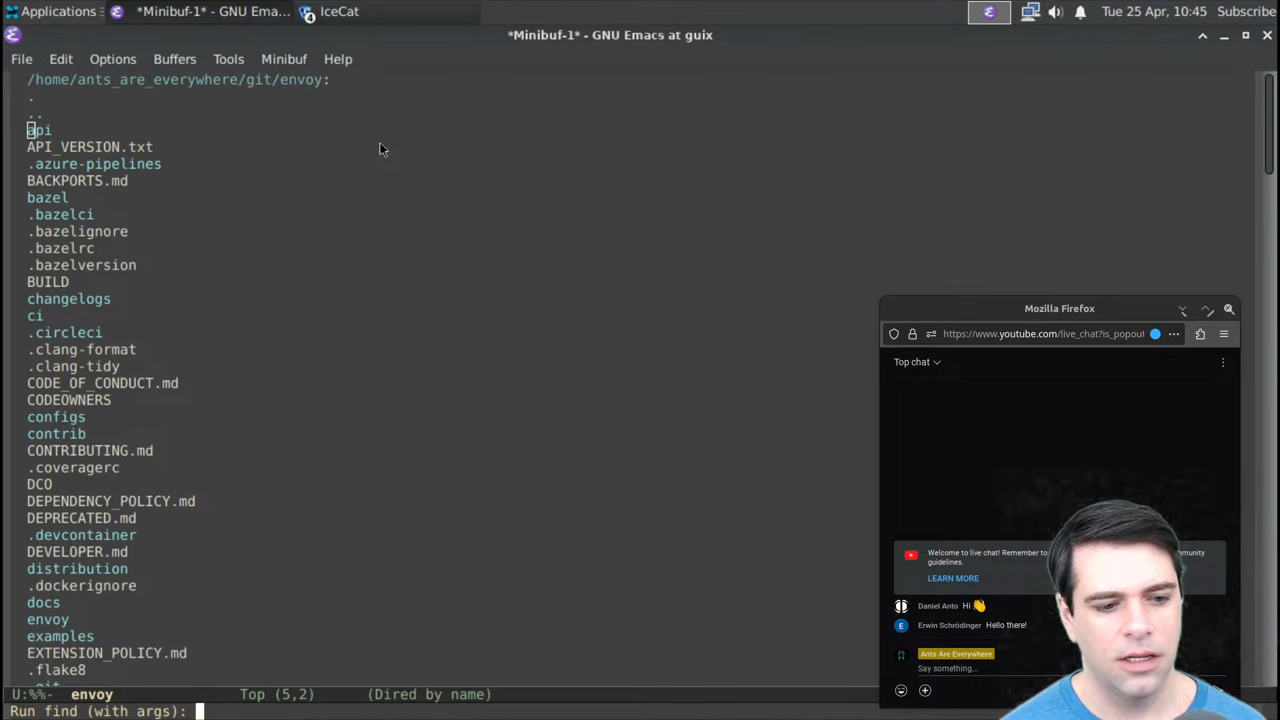 Applications
*Minibuf-1* - GNU Ema...
4
IceCat
Tue 25 Apr, 10:45
Subscribe
*Minibuf-1* - GNU Emacs at guix
File Edit Options Buffers Tools Minibuf Help
/home/ants_are_everywhere/git/envoy:
.
..
api
API_VERSION.txt
.azure-pipelines
BACKPORTS.md
bazel
.bazelci
.bazelignore
.bazelrc
.bazelversion
BUILD
changelogs
ci
.circleci
.clang-format
.clang-tidy
CODE_OF_CONDUCT.md
CODEOWNERS
configs
contrib
CONTRIBUTING.md
.coveragerc
DCO
DEPENDENCY_POLICY.md
DEPRECATED.md
.devcontainer
DEVELOPER.md
distribution
.dockerignore
docs
envoy
examples
EXTENSION_POLICY.md
.flake8
.git
U:%%- envoy Top (5,2) (Dired by name)
Run find (with args):
Mozilla Firefox
https://www.youtube.com/live_chat?is_popout
Top chat
Welcome to live chat! Remember to
guidelines.
LEARN MORE
Daniel Anto Hi 👋
E Erwin Schrödinger Hello there!
Ants Are Everywhere
Say something...